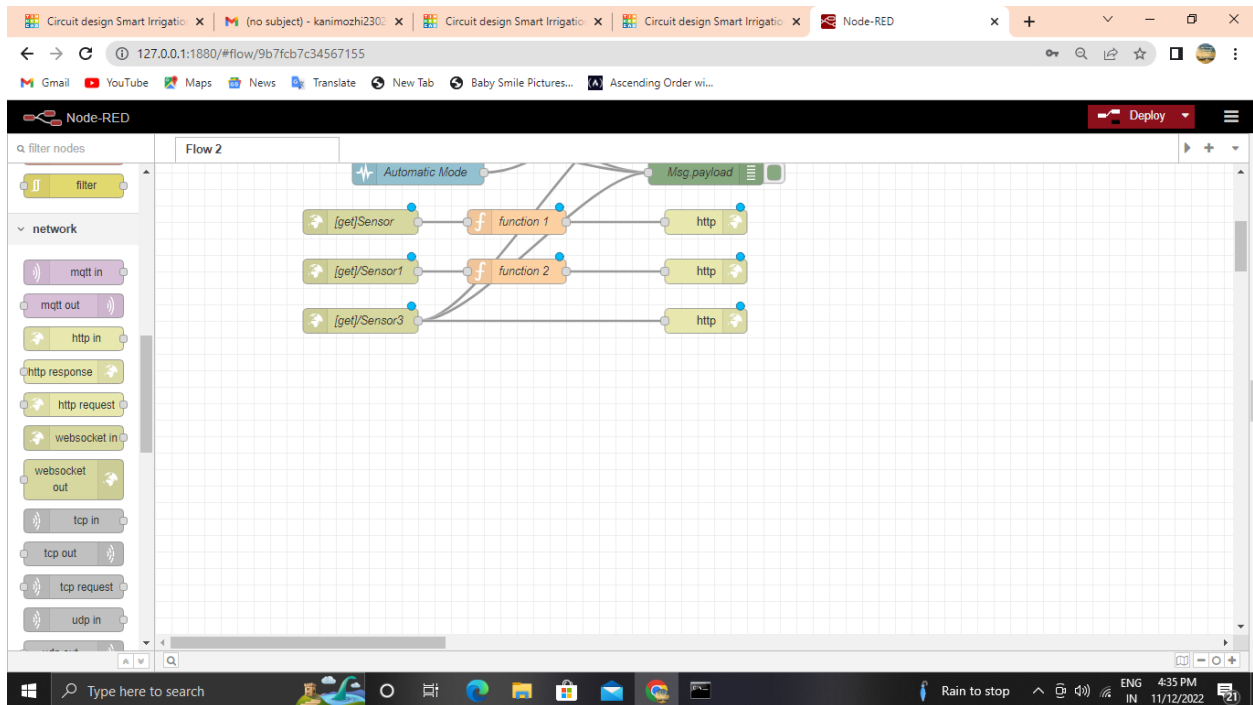 Circuit design Smart Irrigatio
(no subject) - kanimozhi2302
Circuit design Smart Irrigatio
Circuit design Smart Irrigatio
Node-RED
127.0.0.1:1880/#flow/9b7fcb7c34567155
Gmail YouTube Maps News Translate New Tab Baby Smile Pictures... Ascending Order wi...
Node-RED
Deploy
filter nodes
Flow 2
filter
network
mqtt in
mqtt out
http in
http response
http request
websocket in
websocket
out
tcp in
tcp out
tcp request
udp in
Automatic Mode
Msg.payload
[get]Sensor
function 1
http
[get]/Sensor1
function 2
http
[get]/Sensor3
http
Type here to search
Rain to stop
ENG
IN
4:35 PM
11/12/2022
21